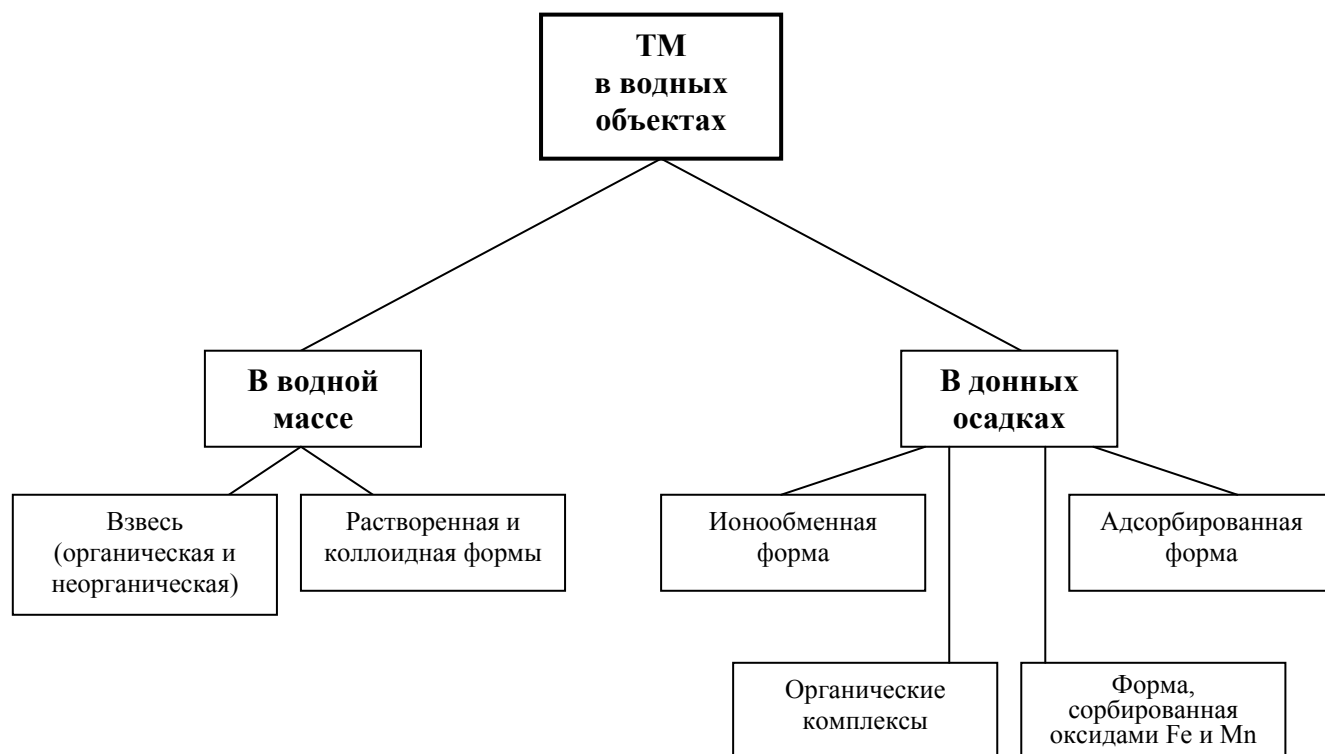 ТМ
в водных
объектах
В водной
массе
В донных
осадках
Взвесь
(органическая и
неорганическая)
Растворенная и
коллоидная формы
Ионообменная
форма
Адсорбированная
форма
Органические
комплексы
Форма,
сорбированная
оксидами Fe и Mn